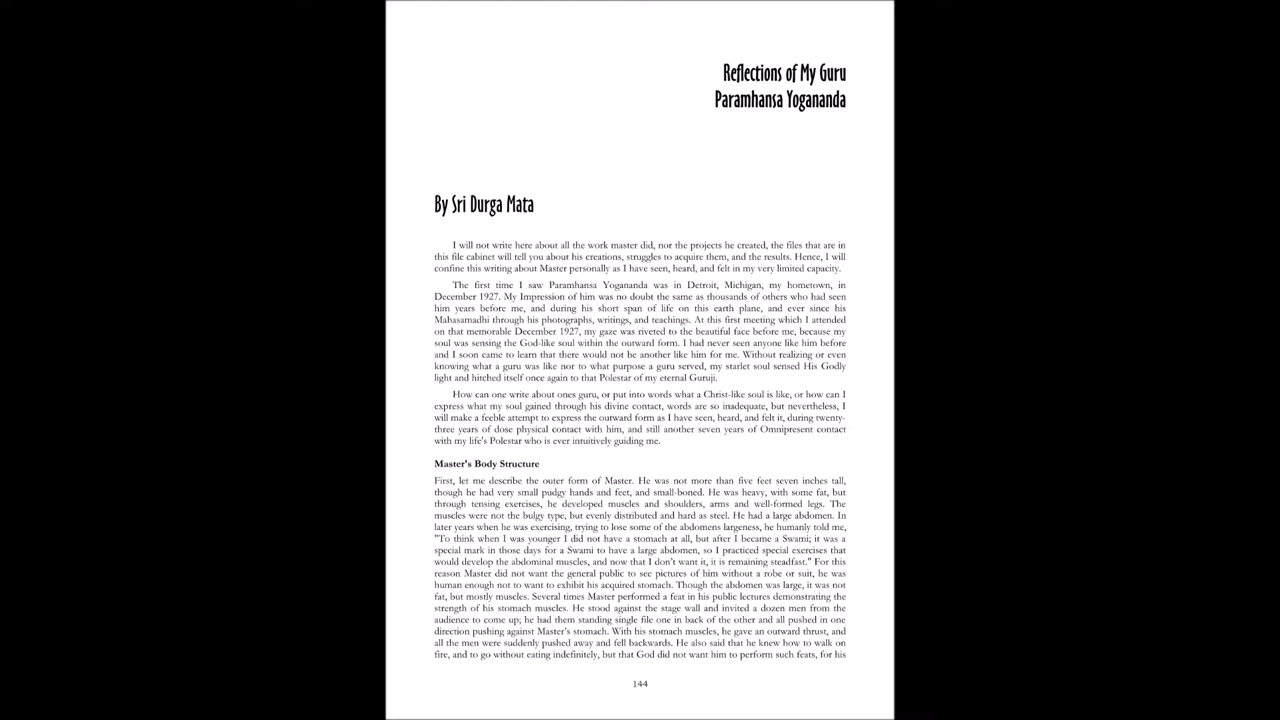 Reflections of My Guru
Paramhansa Yogananda
By Sri Durga Mata
I will not write here about all the work master did, nor the projects he created, the files that are in
this file cabinet will tell you about his creations, struggles to acquire them, and the results. Hence, I will
confine this writing about Master personally as I have seen, heard, and felt in my very limited capacity.
The first time I saw Paramhansa Yogananda was in Detroit, Michigan, my hometown, in
December 1927. My Impression of him was no doubt the same as thousands of others who had seen
him years before me, and during his short span of life on this earth plane, and ever since his
Mahasamadhi through his photographs, writings, and teachings. At this first meeting which I attended
on that memorable December 1927, my gaze was riveted to the beautiful face before me, because my
soul was sensing the God-like soul within the outward form. I had never seen anyone like him before
and I soon came to learn that there would not be another like him for me. Without realizing or even
knowing what a guru was like nor to what purpose a guru served, my starlet soul sensed His Godly
light and hitched itself once again to that Polestar of my eternal Guruji.
How can one write about ones guru, or put into words what a Christ-like soul is like, or how can I
express what my soul gained through his divine contact, words are so inadequate, but nevertheless, I
will make a feeble attempt to express the outward form as I have seen, heard, and felt it, during twenty-
three years of dose physical contact with him, and still another seven years of Omnipresent contact
with my life's Polestar who is ever intuitively guiding me.
Master's Body Structure
First, let me describe the outer form of Master. He was not more than five feet seven inches tall,
though he had very small pudgy hands and feet, and small-boned. He was heavy, with some fat, but
through tensing exercises, he developed muscles and shoulders, arms and well-formed legs. The
muscles were not the bulgy type, but evenly distributed and hard as steel. He had a large abdomen. In
later years when he was exercising, trying to lose some of the abdomens largeness, he humanly told me,
"To think when I was younger I did not have a stomach at all, but after I became a Swami; it was a
special mark in those days for a Swami to have a large abdomen, so I practiced special exercises that
would develop the abdominal muscles, and now that I don't want it, it is remaining steadfast." For this
reason Master did not want the general public to see pictures of him without a robe or suit, he was
human enough not to want to exhibit his acquired stomach. Though the abdomen was large, it was not
fat, but mostly muscles. Several times Master performed a feat in his public lectures demonstrating the
strength of his stomach muscles. He stood against the stage wall and invited a dozen men from the
audience to come up; he had them standing single file one in back of the other and all pushed in one
direction pushing against Master's stomach. With his stomach muscles, he gave an outward thrust, and
all the men were suddenly pushed away and fell backwards. He also said that he knew how to walk on
fire, and to go without eating indefinitely, but that God did not want him to perform such feats, for his
144